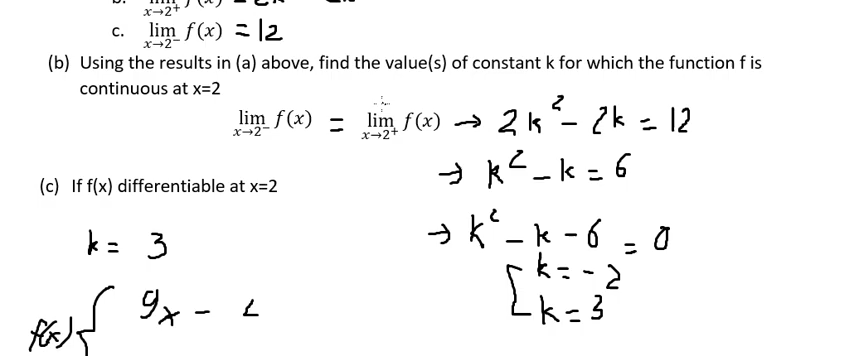 c. lim f(x) = 12
x→2⁻
(b) Using the results in (a) above, find the value(s) of constant k for which the function f is
continuous at x=2
lim f(x) = lim f(x) → 2k² - 2k = 12
x→2⁻ x→2⁺
→ k² - k = 6
(c) If f(x) differentiable at x=2
→ k² - k - 6 = 0
k = 3
k = -2
k = 3
f(x) { 9x -